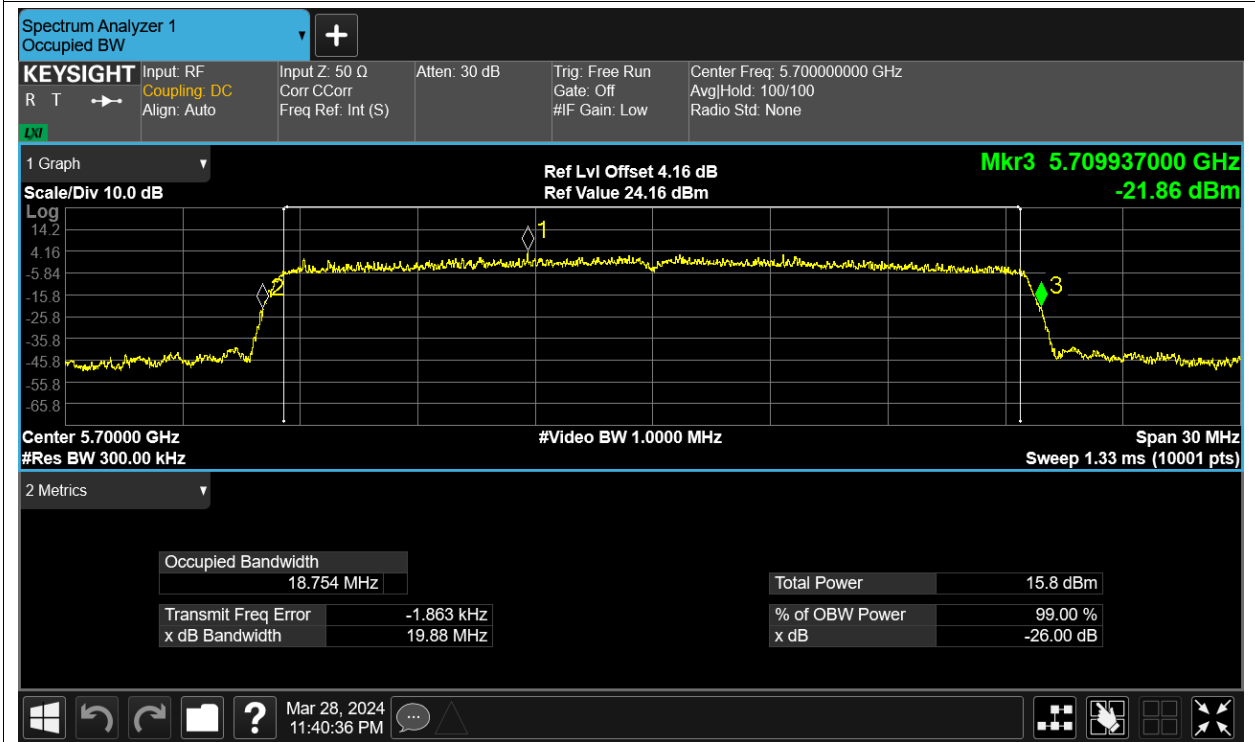 Spectrum Analyzer 1
Occupied BW
KEYSIGHT
R T
LXI
Input: RF
Coupling: DC
Align: Auto
Input Z: 50 Ω
Corr CCorr
Freq Ref: Int (S)
Atten: 30 dB
Trig: Free Run
Gate: Off
#IF Gain: Low
Center Freq: 5.700000000 GHz
Avg|Hold: 100/100
Radio Std: None
1 Graph
Scale/Div 10.0 dB
Ref Lvl Offset 4.16 dB
Ref Value 24.16 dBm
Mkr3 5.709937000 GHz
-21.86 dBm
Log
14.2
4.16
-5.84
-15.8
-25.8
-35.8
-45.8
-55.8
-65.8
1
2
3
Center 5.70000 GHz
#Video BW 1.0000 MHz
Span 30 MHz
#Res BW 300.00 kHz
Sweep 1.33 ms (10001 pts)
2 Metrics
Occupied Bandwidth
18.754 MHz
Transmit Freq Error -1.863 kHz
x dB Bandwidth 19.88 MHz
Total Power 15.8 dBm
% of OBW Power 99.00 %
x dB -26.00 dB
?
Mar 28, 2024
11:40:36 PM